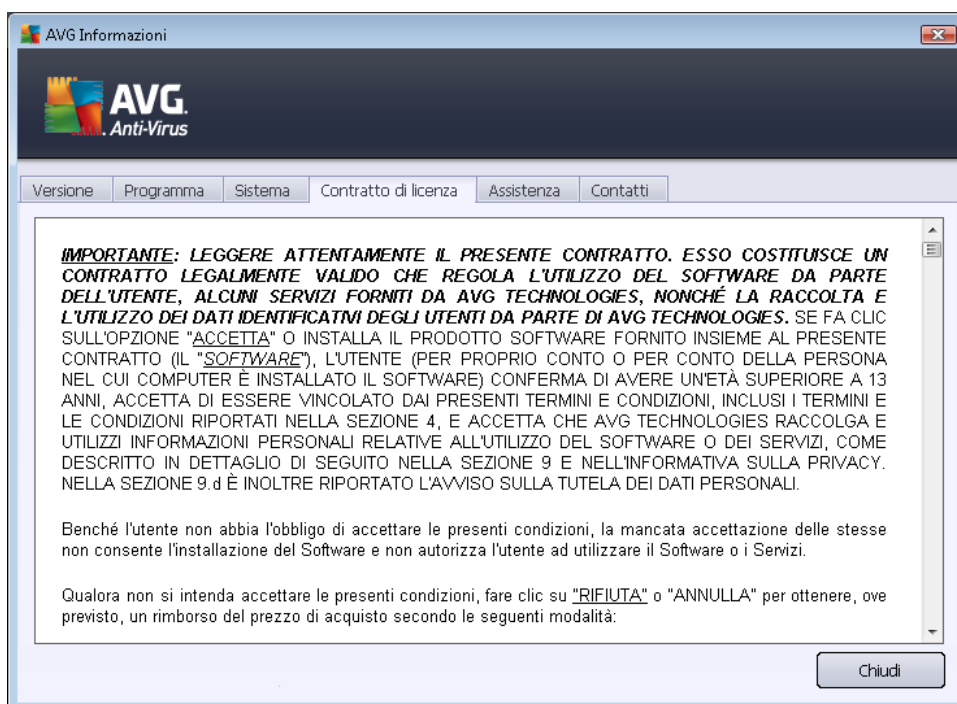 AVG Informazioni
AVG.
Anti-Virus
Versione Programma Sistema Contratto di licenza Assistenza Contatti
IMPORTANTE: LEGGERE ATTENTAMENTE IL PRESENTE CONTRATTO. ESSO COSTITUISCE UN
CONTRATTO LEGALMENTE VALIDO CHE REGOLA L'UTILIZZO DEL SOFTWARE DA PARTE
DELL'UTENTE, ALCUNI SERVIZI FORNITI DA AVG TECHNOLOGIES, NONCHÉ LA RACCOLTA E
L'UTILIZZO DEI DATI IDENTIFICATIVI DEGLI UTENTI DA PARTE DI AVG TECHNOLOGIES. SE FA CLIC
SULL'OPZIONE "ACCETTA" O INSTALLA IL PRODOTTO SOFTWARE FORNITO INSIEME AL PRESENTE
CONTRATTO (IL "SOFTWARE"), L'UTENTE (PER PROPRIO CONTO O PER CONTO DELLA PERSONA
NEL CUI COMPUTER È INSTALLATO IL SOFTWARE) CONFERMA DI AVERE UN'ETÀ SUPERIORE A 13
ANNI, ACCETTA DI ESSERE VINCOLATO DAI PRESENTI TERMINI E CONDIZIONI, INCLUSI I TERMINI E
LE CONDIZIONI RIPORTATI NELLA SEZIONE 4, E ACCETTA CHE AVG TECHNOLOGIES RACCOLGA E
UTILIZZI INFORMAZIONI PERSONALI RELATIVE ALL'UTILIZZO DEL SOFTWARE O DEI SERVIZI, COME
DESCRITTO IN DETTAGLIO DI SEGUITO NELLA SEZIONE 9 E NELL'INFORMATIVA SULLA PRIVACY.
NELLA SEZIONE 9.d È INOLTRE RIPORTATO L'AVVISO SULLA TUTELA DEI DATI PERSONALI.
Benché l'utente non abbia l'obbligo di accettare le presenti condizioni, la mancata accettazione delle stesse
non consente l'installazione del Software e non autorizza l'utente ad utilizzare il Software o i Servizi.
Qualora non si intenda accettare le presenti condizioni, fare clic su "RIFIUTA" o "ANNULLA" per ottenere, ove
previsto, un rimborso del prezzo di acquisto secondo le seguenti modalità:
Chiudi